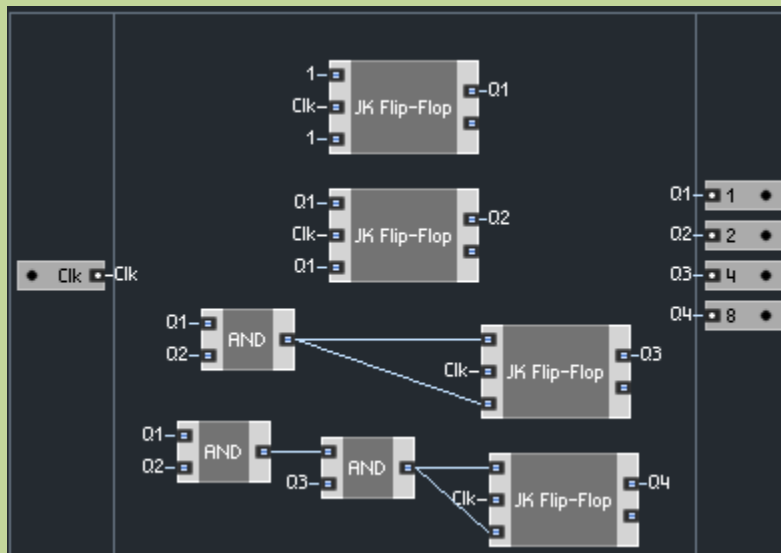 1
Clk
1
JK Flip-Flop
Q1
Q1
Clk
Q1
JK Flip-Flop
Q2
Q1 1
Q2 2
Q3 4
Q4 8
Clk Clk
Q1
Q2
AND
Clk
JK Flip-Flop
Q3
Q1
Q2
AND
Q3
AND
Clk
JK Flip-Flop
Q4